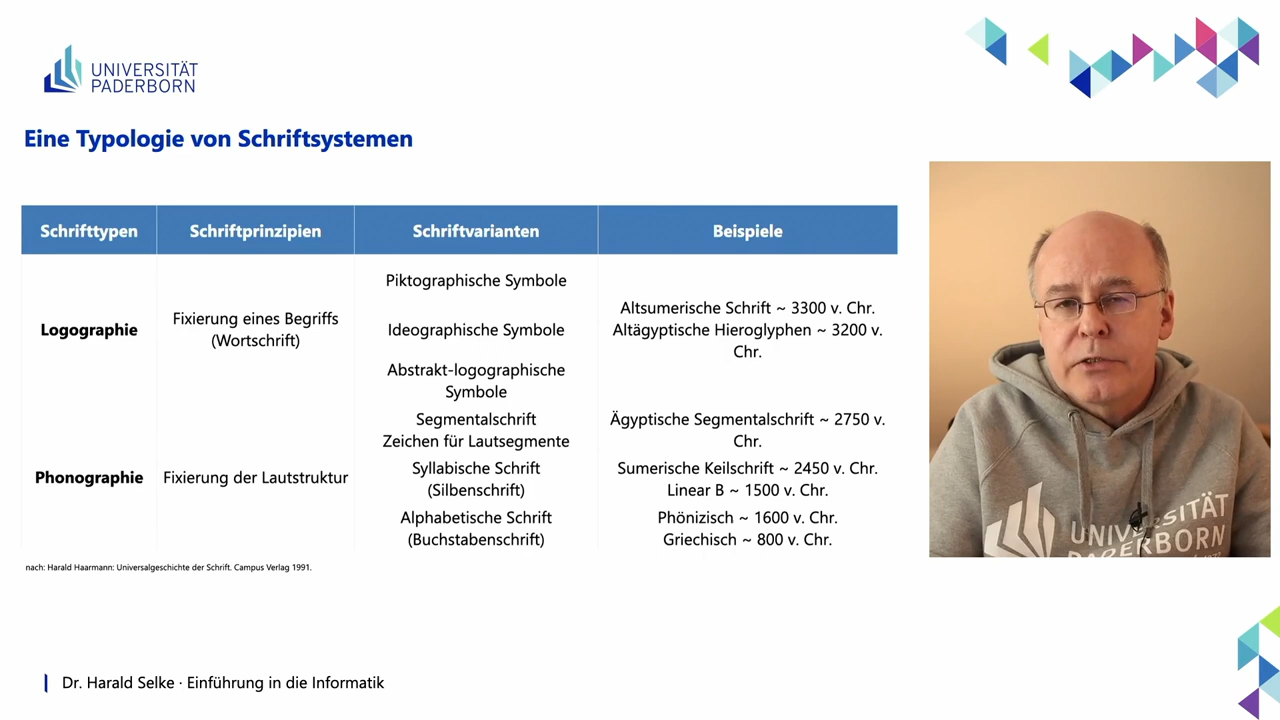 UNIVERSITÄT
PADERBORN
Eine Typologie von Schriftsystemen
Schrifttypen
Schriftprinzipien
Schriftvarianten
Beispiele
Logographie
Fixierung eines Begriffs
(Wortschrift)
Piktographische Symbole
Ideographische Symbole
Abstrakt-logographische
Symbole
Altsumerische Schrift ~ 3300 v. Chr.
Altägyptische Hieroglyphen ~ 3200 v.
Chr.
Phonographie
Fixierung der Lautstruktur
Segmentalschrift
Zeichen für Lautsegmente
Ägyptische Segmentalschrift ~ 2750 v.
Chr.
Syllabische Schrift
(Silbenschrift)
Sumerische Keilschrift ~ 2450 v. Chr.
Linear B ~ 1500 v. Chr.
Alphabetische Schrift
(Buchstabenschrift)
Phönizisch ~ 1600 v. Chr.
Griechisch ~ 800 v. Chr.
nach: Harald Haarmann: Universalgeschichte der Schrift. Campus Verlag 1991.
UNIVERSITÄT
PADERBORN
Dr. Harald Selke · Einführung in die Informatik